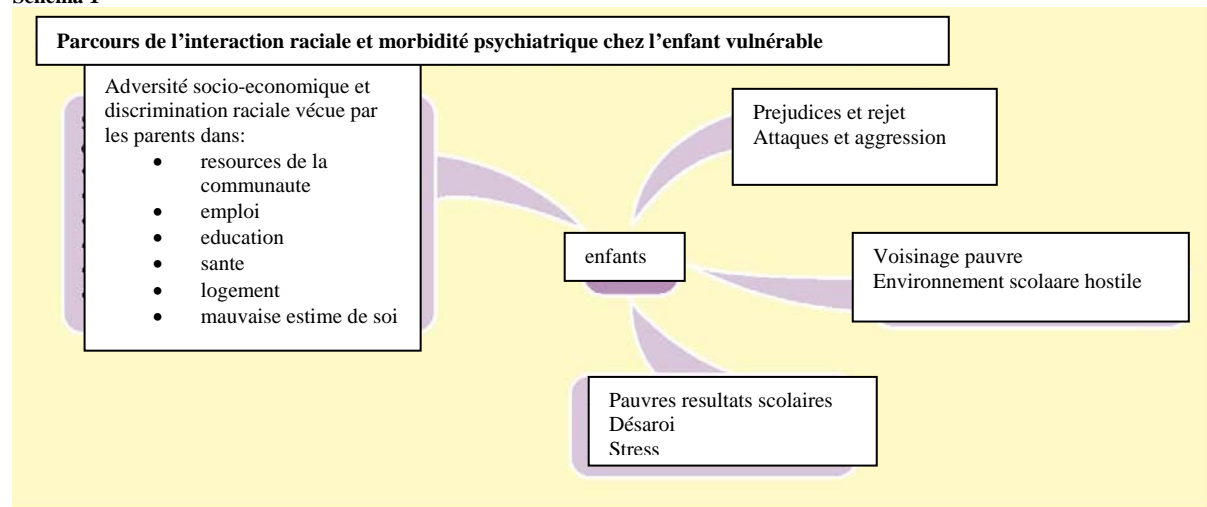 Schéma 1
Parcours de l’interaction raciale et morbidité psychiatrique chez l’enfant vulnérable
Adversité socio-economique et
discrimination raciale vécue par
les parents dans:
• resources de la
communaute
• emploi
• education
• sante
• logement
• mauvaise estime de soi
Prejudices et rejet
Attaques et aggression
enfants
Voisinage pauvre
Environnement scolaare hostile
Pauvres resultats scolaires
Désaroi
Stress